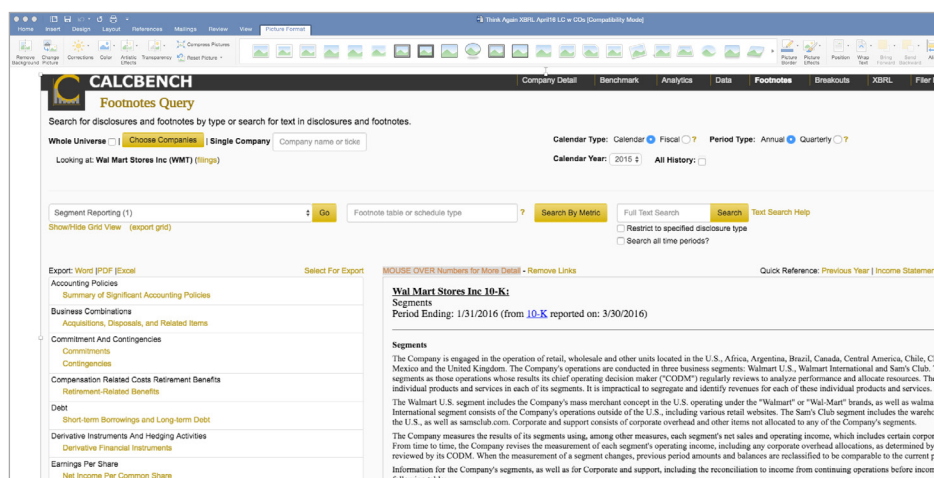 Think Again XBRL April16 LC w COs [Compatibility Mode]
Home Insert Design Layout References Mailings Review View Picture Format
Remove Background Change Picture Corrections Color Artistic Effects Transparency Compress Pictures Reset Picture Picture Border Picture Effects Position Wrap Text Bring Forward Send Backward
CALCBENCH
Company Detail Benchmark Analytics Data Footnotes Breakouts XBRL Filer
Footnotes Query
Search for disclosures and footnotes by type or search for text in disclosures and footnotes.
Whole Universe | Choose Companies | Single Company Company name or ticke
Calendar Type: Calendar Fiscal ? Period Type: Annual Quarterly ?
Looking at: Wal Mart Stores Inc (WMT) (filings)
Calendar Year: 2015 All History:
Segment Reporting (1) Go Footnote table or schedule type ? Search By Metric Full Text Search Search Text Search Help
Show/Hide Grid View (export grid)
Restrict to specified disclosure type
Search all time periods?
Export: Word |PDF |Excel Select For Export
MOUSE OVER Numbers for More Detail - Remove Links
Quick Reference: Previous Year | Income Statemen
Accounting Policies
Summary of Significant Accounting Policies
Business Combinations
Acquisitions, Disposals, and Related Items
Commitment And Contingencies
Commitments
Contingencies
Compensation Related Costs Retirement Benefits
Retirement-Related Benefits
Debt
Short-term Borrowings and Long-term Debt
Derivative Instruments And Hedging Activities
Derivative Financial Instruments
Earnings Per Share
Net Income Per Common Share
Wal Mart Stores Inc 10-K:
Segments
Period Ending: 1/31/2016 (from 10-K reported on: 3/30/2016)
Segments
The Company is engaged in the operation of retail, wholesale and other units located in the U.S., Africa, Argentina, Brazil, Canada, Central America, Chile, C
Mexico and the United Kingdom. The Company's operations are conducted in three business segments: Walmart U.S., Walmart International and Sam's Club.
segments as those operations whose results its chief operating decision maker ("CODM") regularly reviews to analyze performance and allocate resources. The
individual products and services in each of its segments. It is impractical to segregate and identify revenues for each of these individual products and services.
The Walmart U.S. segment includes the Company's mass merchant concept in the U.S. operating under the "Walmart" or "Wal-Mart" brands, as well as walma
International segment consists of the Company's operations outside of the U.S., including various retail websites. The Sam's Club segment includes the wareho
the U.S., as well as samsclub.com. Corporate and support consists of corporate overhead and other items not allocated to any of the Company's segments.
The Company measures the results of its segments using, among other measures, each segment's net sales and operating income, which includes certain corpor
From time to time, the Company revises the measurement of each segment's operating income, including any corporate overhead allocations, as determined by
reviewed by its CODM. When the measurement of a segment changes, previous period amounts and balances are reclassified to be comparable to the current p
Information for the Company's segments, as well as for Corporate and support, including the reconciliation to income from continuing operations before incom